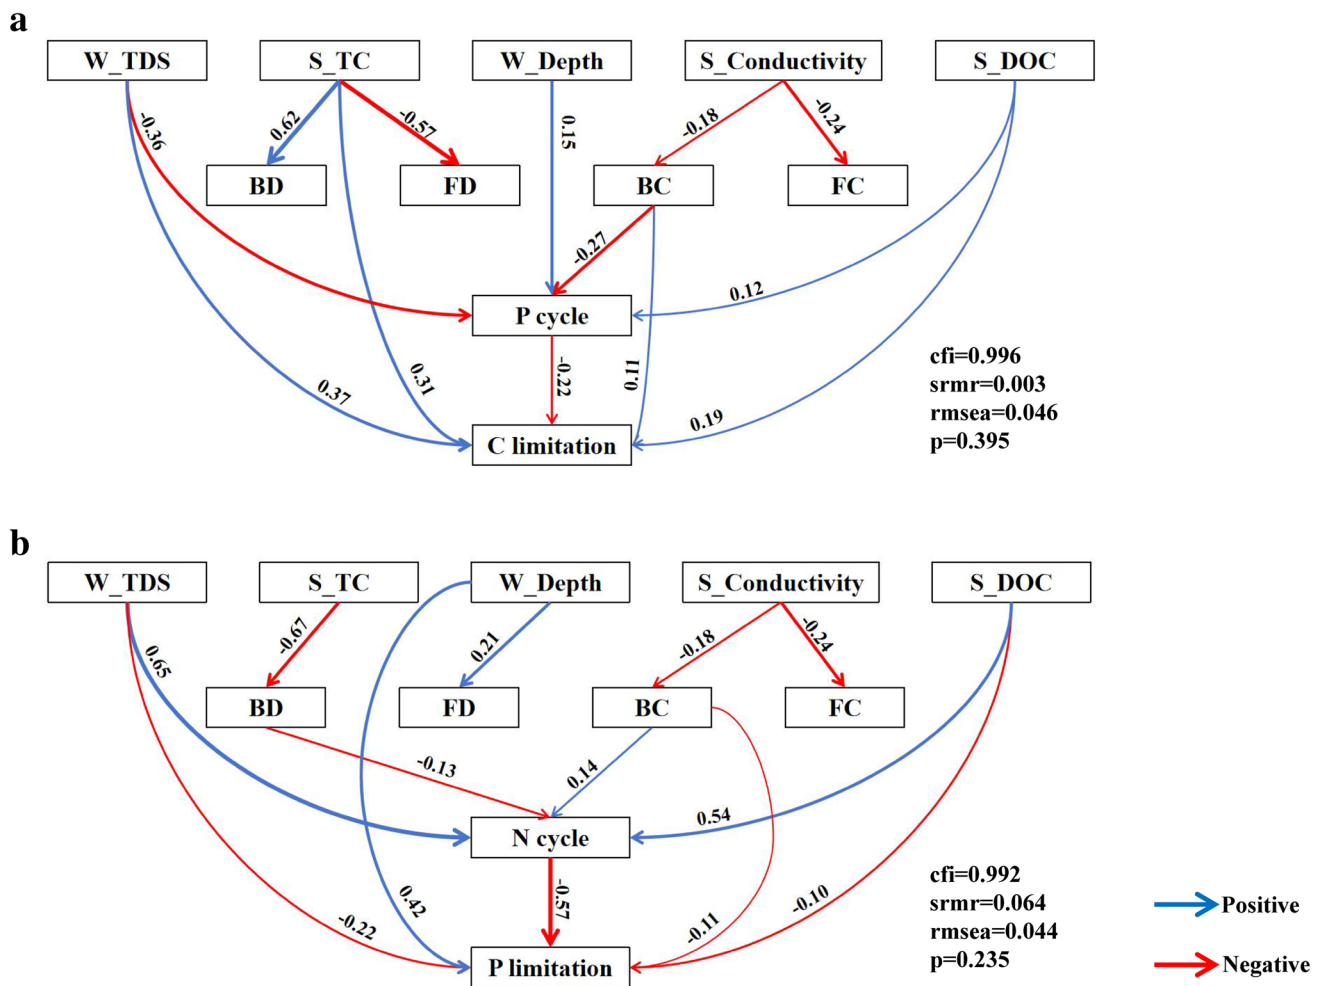 a
W_TDS
S_TC
W_Depth
S_Conductivity
S_DOC
-0.36
0.62
-0.57
0.15
-0.18
-0.24
BD
FD
BC
FC
-0.27
0.12
P cycle
0.37
0.31
-0.22
0.11
0.19
C limitation
cfi=0.996
srmr=0.003
rmsea=0.046
p=0.395
b
W_TDS
S_TC
W_Depth
S_Conductivity
S_DOC
0.65
-0.67
0.21
-0.18
-0.24
BD
FD
BC
FC
-0.13
0.14
0.54
N cycle
-0.22
0.42
-0.57
-0.11
-0.10
P limitation
cfi=0.992
srmr=0.064
rmsea=0.044
p=0.235
Positive
Negative